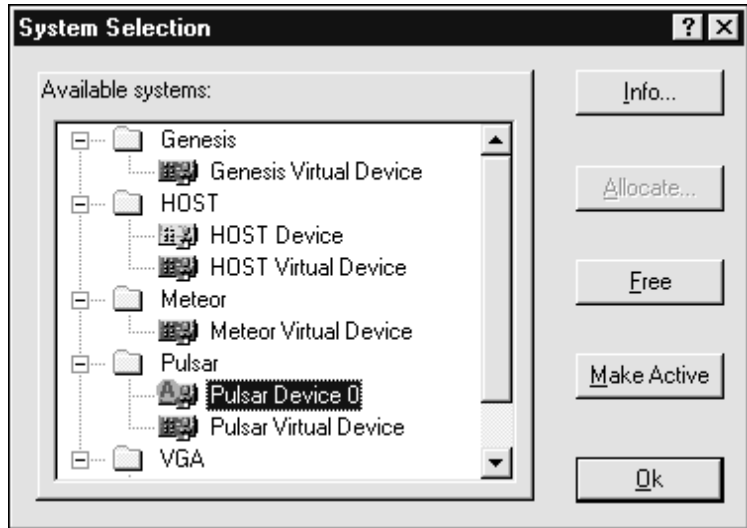 System Selection
Available systems:
Genesis
Genesis Virtual Device
HOST
HOST Device
HOST Virtual Device
Meteor
Meteor Virtual Device
Pulsar
Pulsar Device 0
Pulsar Virtual Device
VGA
Info...
Allocate...
Free
Make Active
Ok